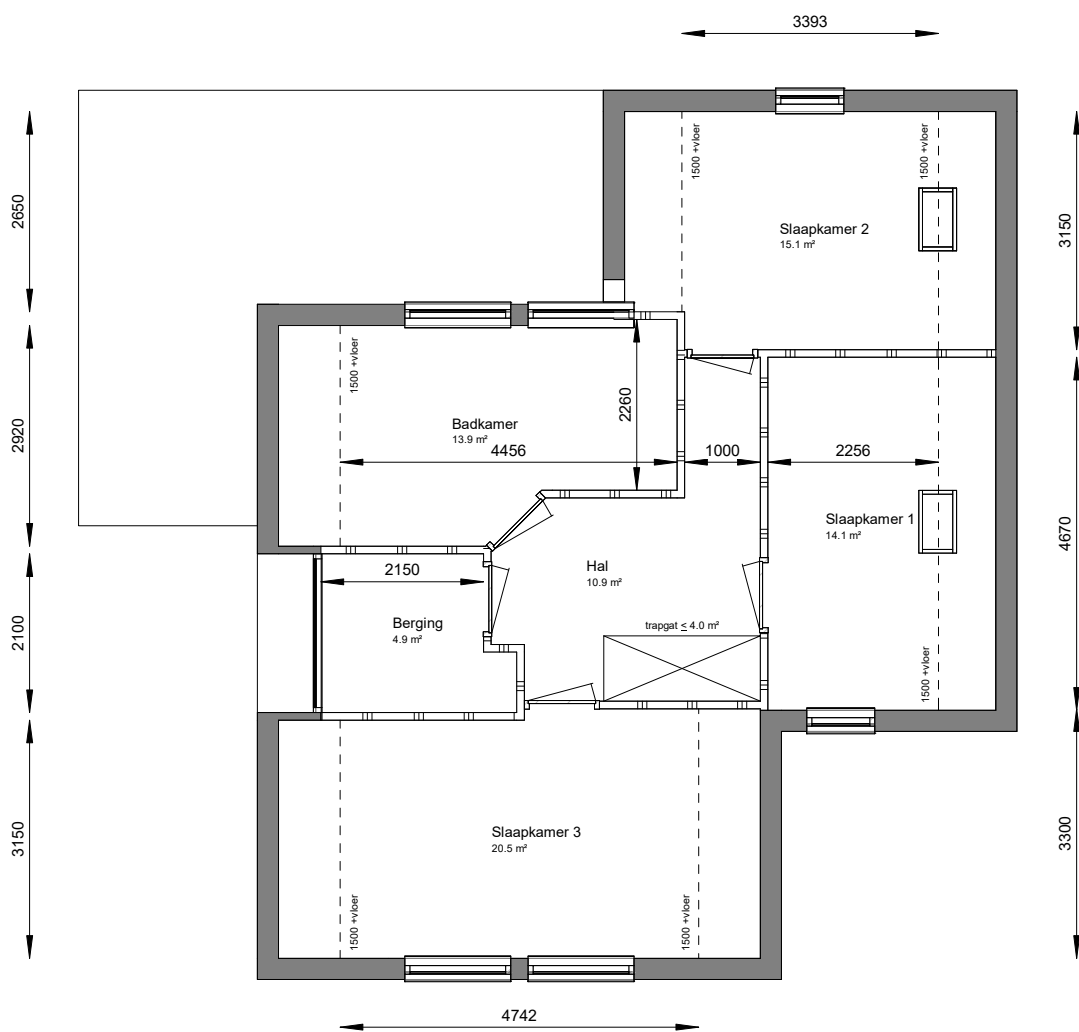 3393
1500 +vloer
1500 +vloer
2650
3150
Slaapkamer 2
15.1 m²
1500 +vloer
2260
2920
Badkamer
13.9 m²
4456
1000
2256
Slaapkamer 1
14.1 m²
4670
2150
Hal
10.9 m²
2100
Berging
4.9 m²
trapgat ≤ 4.0 m²
1500 +vloer
3150
Slaapkamer 3
20.5 m²
3300
1500 +vloer
1500 +vloer
4742